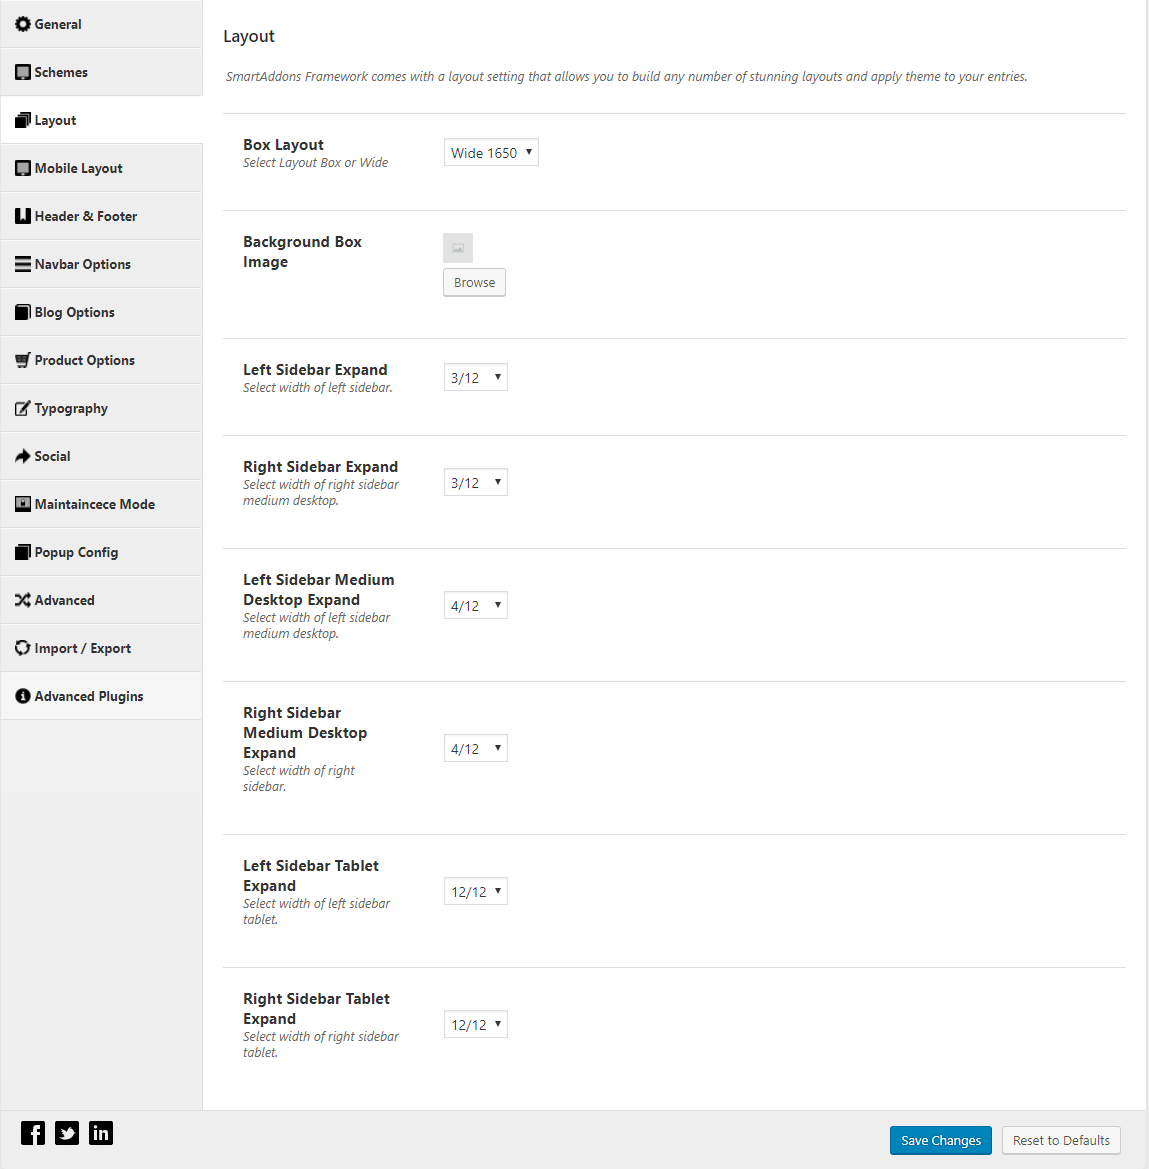 General
Schemes
Layout
Mobile Layout
Header & Footer
Navbar Options
Blog Options
Product Options
Typography
Social
Maintaincece Mode
Popup Config
Advanced
Import / Export
Advanced Plugins
Layout
SmartAddons Framework comes with a layout setting that allows you to build any number of stunning layouts and apply theme to your entries.
Box Layout
Select Layout Box or Wide
Wide 1650
Background Box
Image
Browse
Left Sidebar Expand
Select width of left sidebar.
3/12
Right Sidebar Expand
Select width of right sidebar
medium desktop.
3/12
Left Sidebar Medium
Desktop Expand
Select width of left sidebar
medium desktop.
4/12
Right Sidebar
Medium Desktop
Expand
Select width of right
sidebar.
4/12
Left Sidebar Tablet
Expand
Select width of left sidebar
tablet.
12/12
Right Sidebar Tablet
Expand
Select width of right sidebar
tablet.
12/12
Save Changes
Reset to Defaults